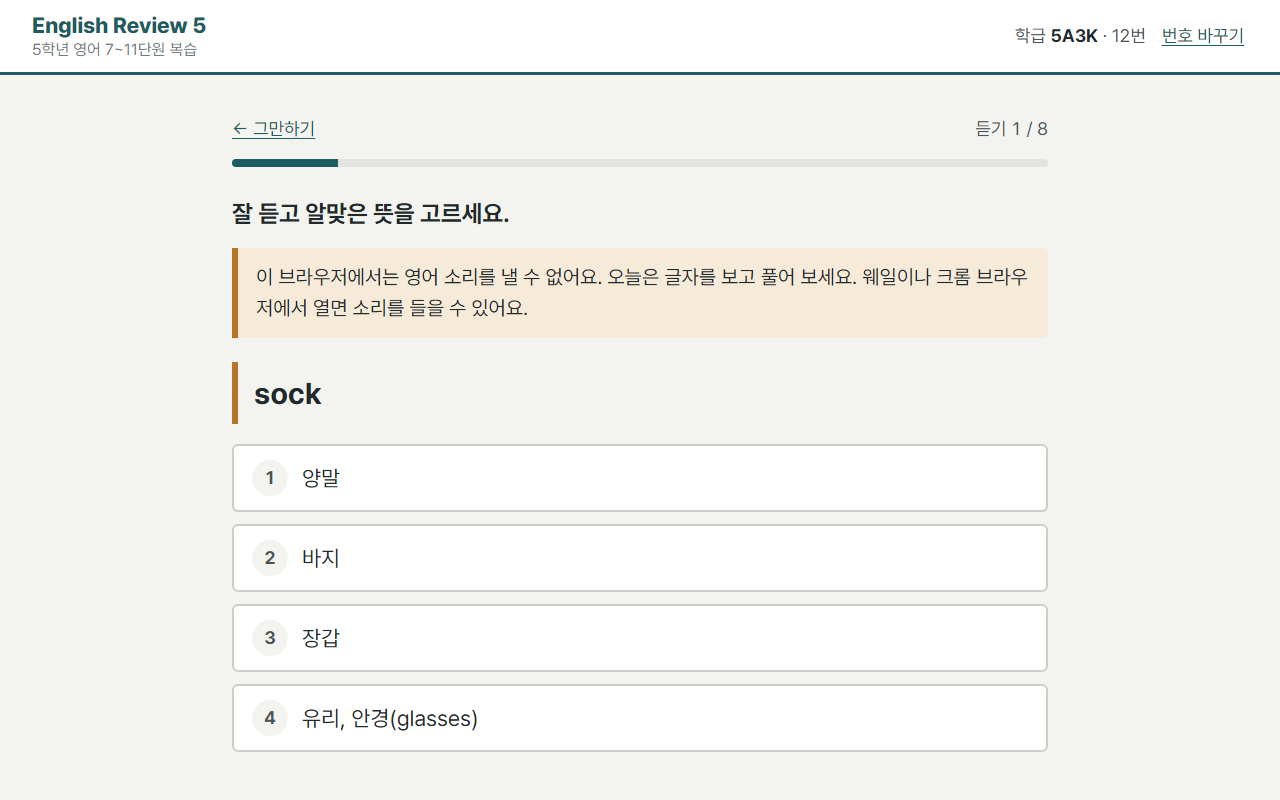 English Review 5
5학년 영어 7~11단원 복습
학급 5A3K · 12번 번호 바꾸기
← 그만하기
듣기 1 / 8
잘 듣고 알맞은 뜻을 고르세요.
이 브라우저에서는 영어 소리를 낼 수 없어요. 오늘은 글자를 보고 풀어 보세요. 웨일이나 크롬 브라우
저에서 열면 소리를 들을 수 있어요.
sock
1 양말
2 바지
3 장갑
4 유리, 안경(glasses)